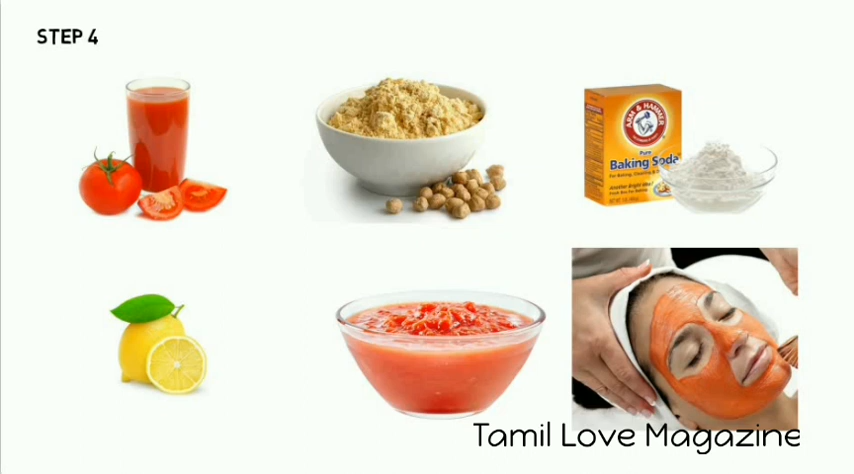 STEP 4
ARM & HAMMER
Pure
Baking Soda
Tamil Love Magazine